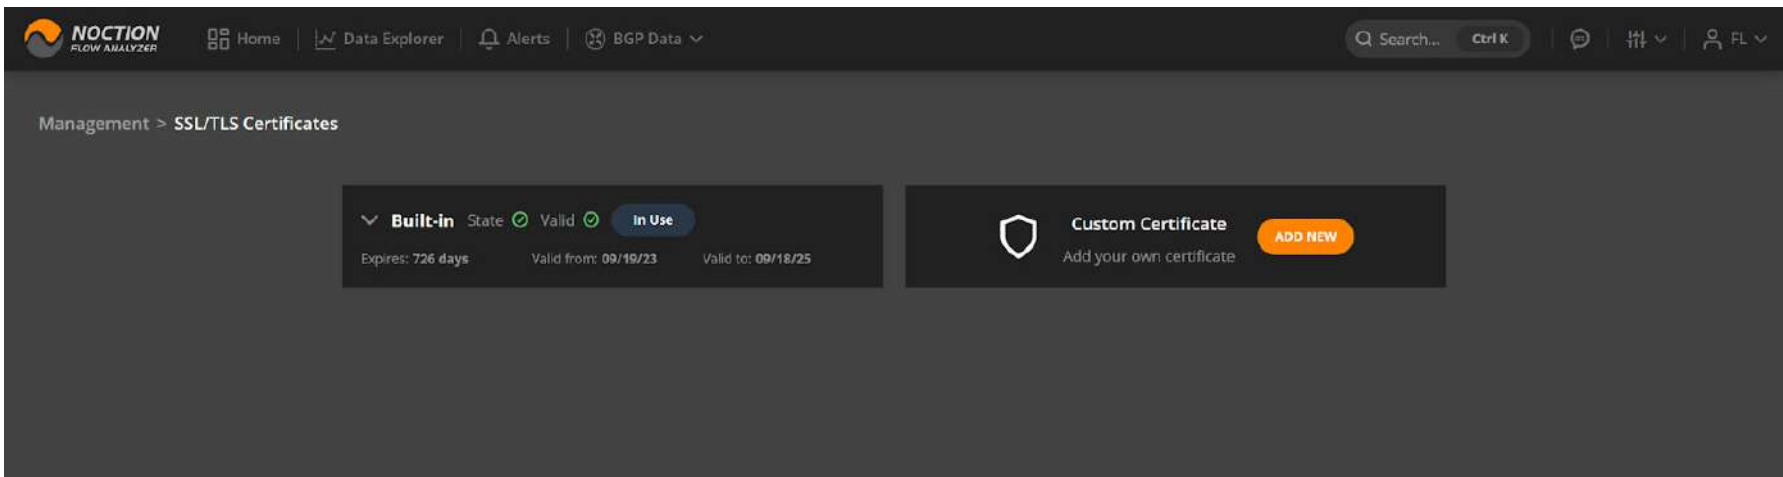 NOCTION
FLOW ANALYZER
Home
Data Explorer
Alerts
BGP Data
Search...
Ctrl K
FL
Management > SSL/TLS Certificates
Built-in State Valid In Use
Expires: 726 days Valid from: 09/19/23 Valid to: 09/18/25
Custom Certificate
Add your own certificate
ADD NEW